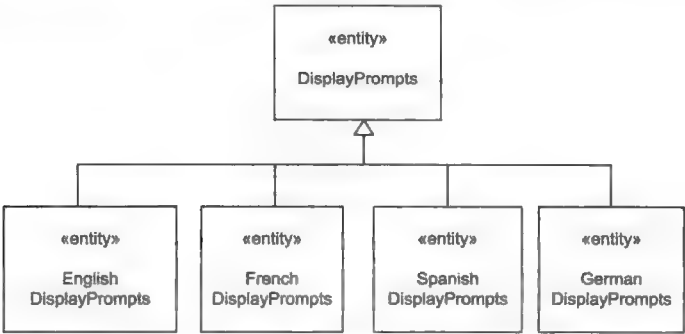 «entity»
DisplayPrompts
«entity»
English
DisplayPrompts
«entity»
French
DisplayPrompts
«entity»
Spanish
DisplayPrompts
«entity»
German
DisplayPrompts